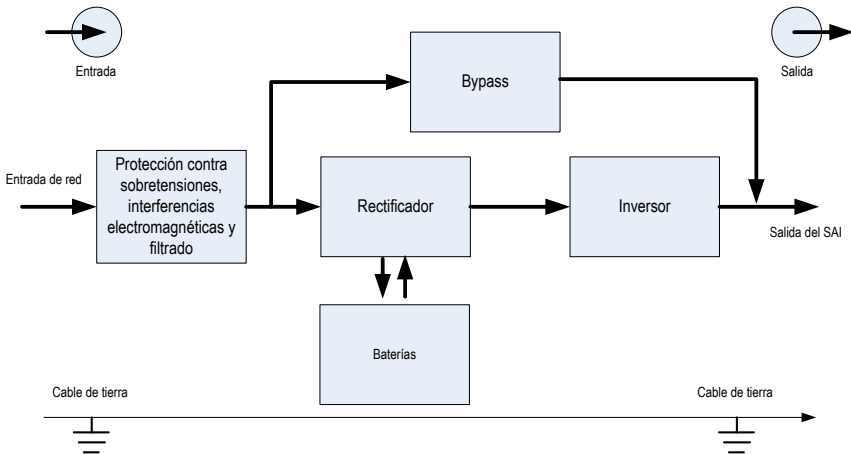 Entrada
Salida
Bypass
Entrada de red
Protección contra
sobretensiones,
interferencias
electromagnéticas y
filtrado
Rectificador
Inversor
Salida del SAI
Baterías
Cable de tierra
Cable de tierra